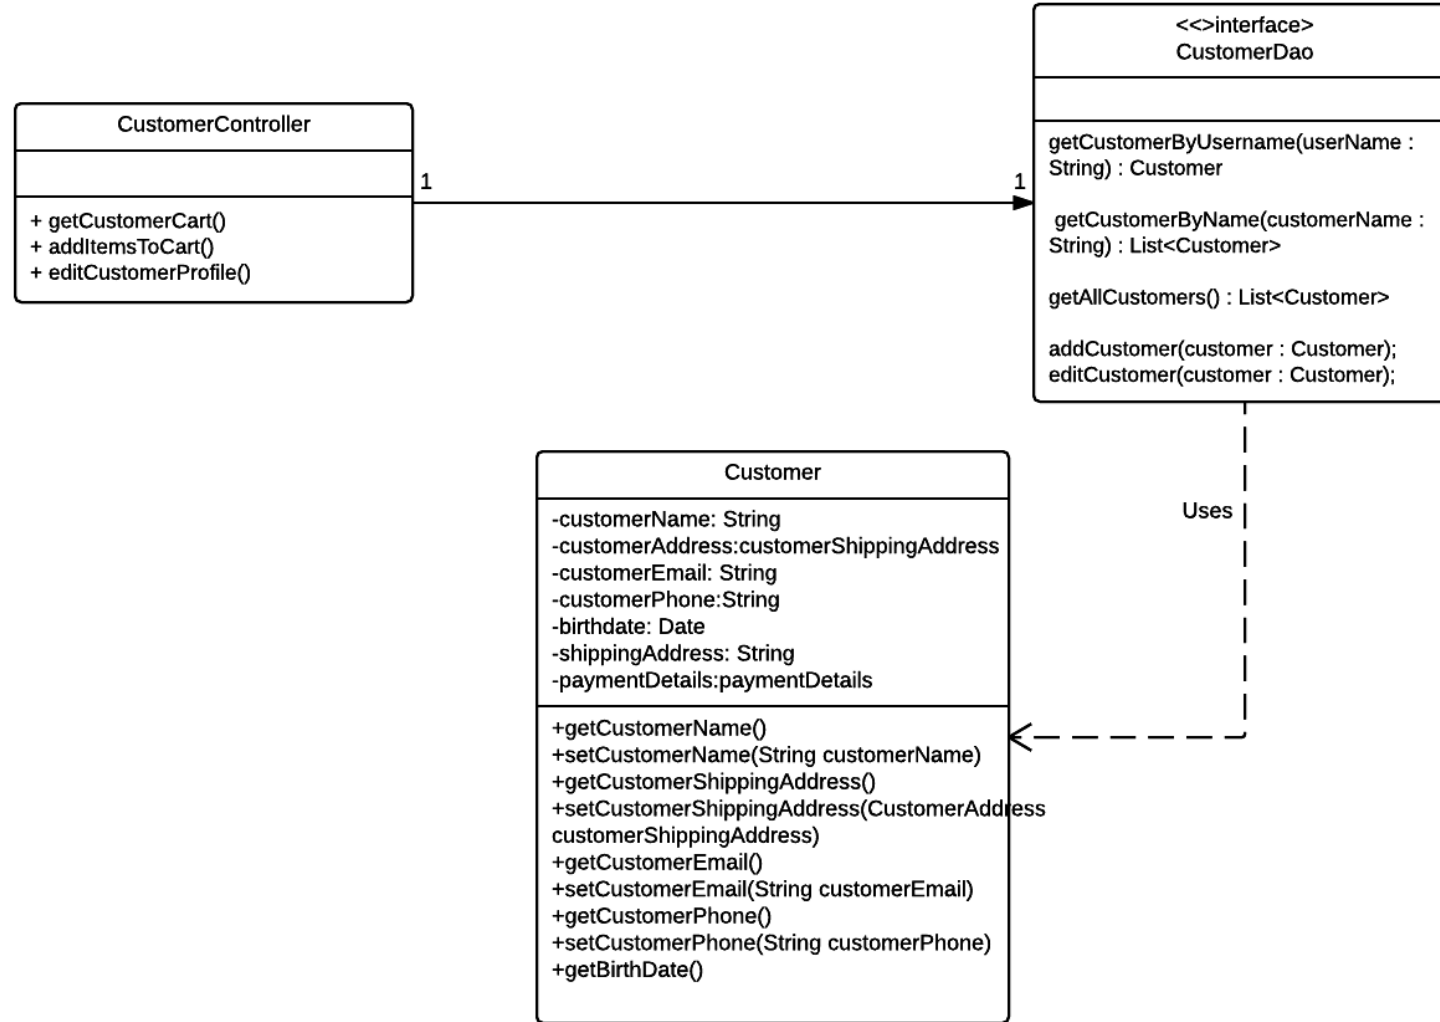 <<>interface>
CustomerDao
CustomerController
getCustomerByUsername(userName :
String) : Customer
1
1
+ getCustomerCart()
+ addItemsToCart()
+ editCustomerProfile()
getCustomerByName(customerName :
String) : List<Customer>
getAllCustomers() : List<Customer>
addCustomer(customer : Customer);
editCustomer(customer : Customer);
Customer
-customerName: String
-customerAddress:customerShippingAddress
-customerEmail: String
-customerPhone:String
-birthdate: Date
-shippingAddress: String
-paymentDetails:paymentDetails
Uses
+getCustomerName()
+setCustomerName(String customerName)
+getCustomerShippingAddress()
+setCustomerShippingAddress(CustomerAddress
customerShippingAddress)
+getCustomerEmail()
+setCustomerEmail(String customerEmail)
+getCustomerPhone()
+setCustomerPhone(String customerPhone)
+getBirthDate()